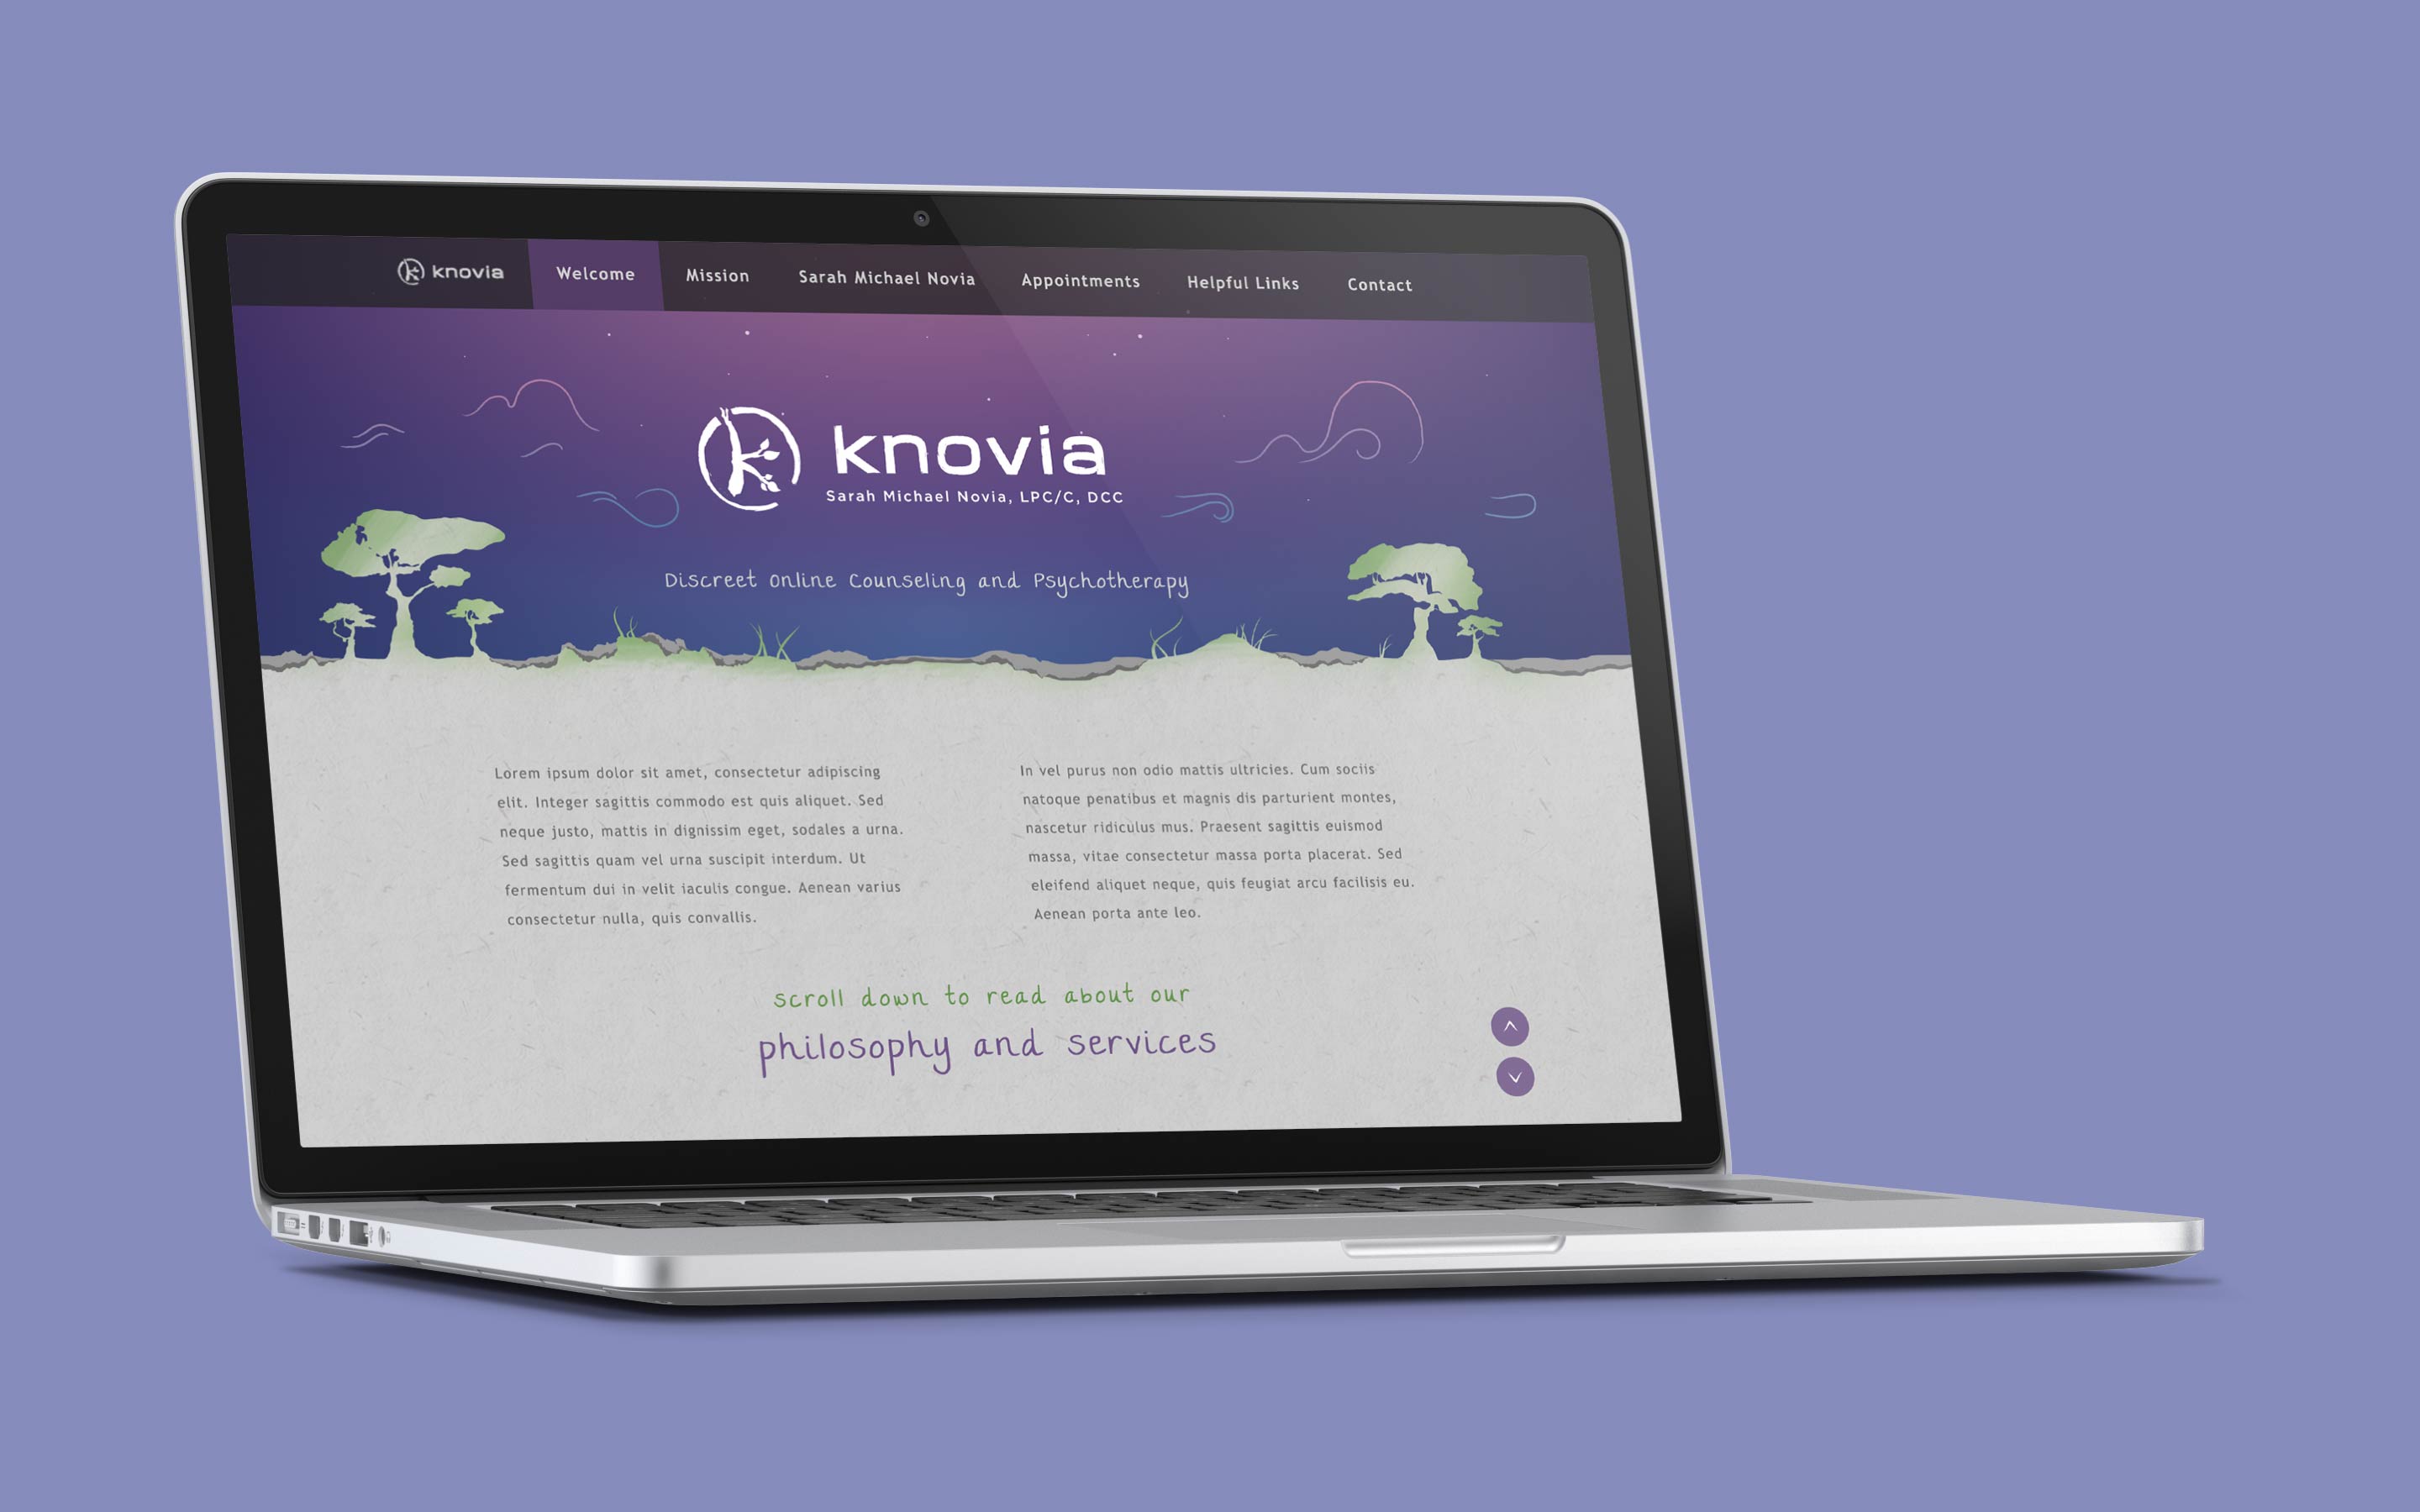 knovia
Welcome
Mission
Sarah Michael Novia
Appointments
Helpful Links
Contact
knovia
Sarah Michael Novia, LPC/C, DCC
Discreet Online Counseling and Psychotherapy
Lorem ipsum dolor sit amet, consectetur adipiscing
elit. Integer sagittis commodo est quis aliquet. Sed
neque justo, mattis in dignissim eget, sodales a urna.
Sed sagittis quam vel urna suscipit interdum. Ut
fermentum dui in velit iaculis congue. Aenean varius
consectetur nulla, quis convallis.
In vel purus non odio mattis ultricies. Cum sociis
natoque penatibus et magnis dis parturient montes,
nascetur ridiculus mus. Praesent sagittis euismod
massa, vitae consectetur massa porta placerat. Sed
eleifend aliquet neque, quis feugiat arcu facilisis eu.
Aenean porta ante leo.
scroll down to read about our
philosophy and services